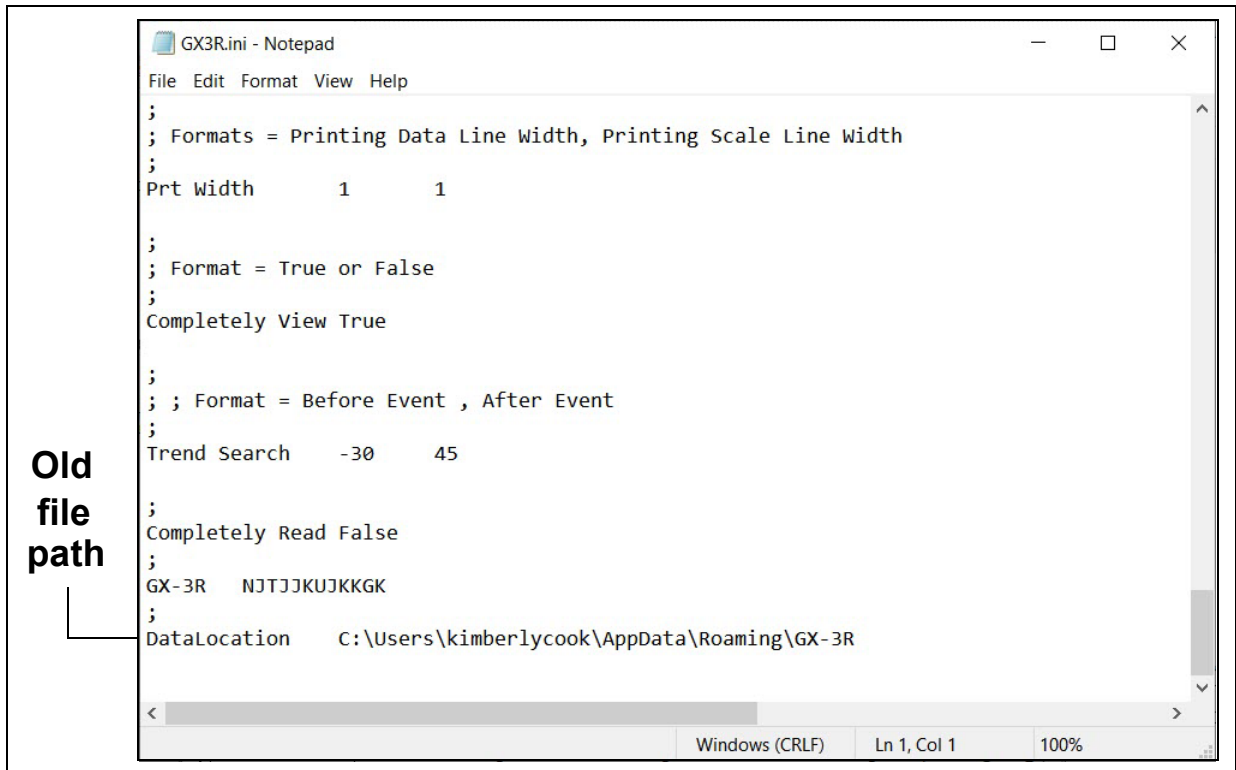 GX3R.ini - Notepad
File Edit Format View Help
;
; Formats = Printing Data Line Width, Printing Scale Line Width
;
Prt Width 1 1
;
; Format = True or False
;
Completely View True
;
; ; Format = Before Event , After Event
;
Trend Search -30 45
;
Completely Read False
;
GX-3R NJTJJKUJKKGK
;
DataLocation C:\Users\kimberlycook\AppData\Roaming\GX-3R
Windows (CRLF) Ln 1, Col 1 100%
Old
file
path